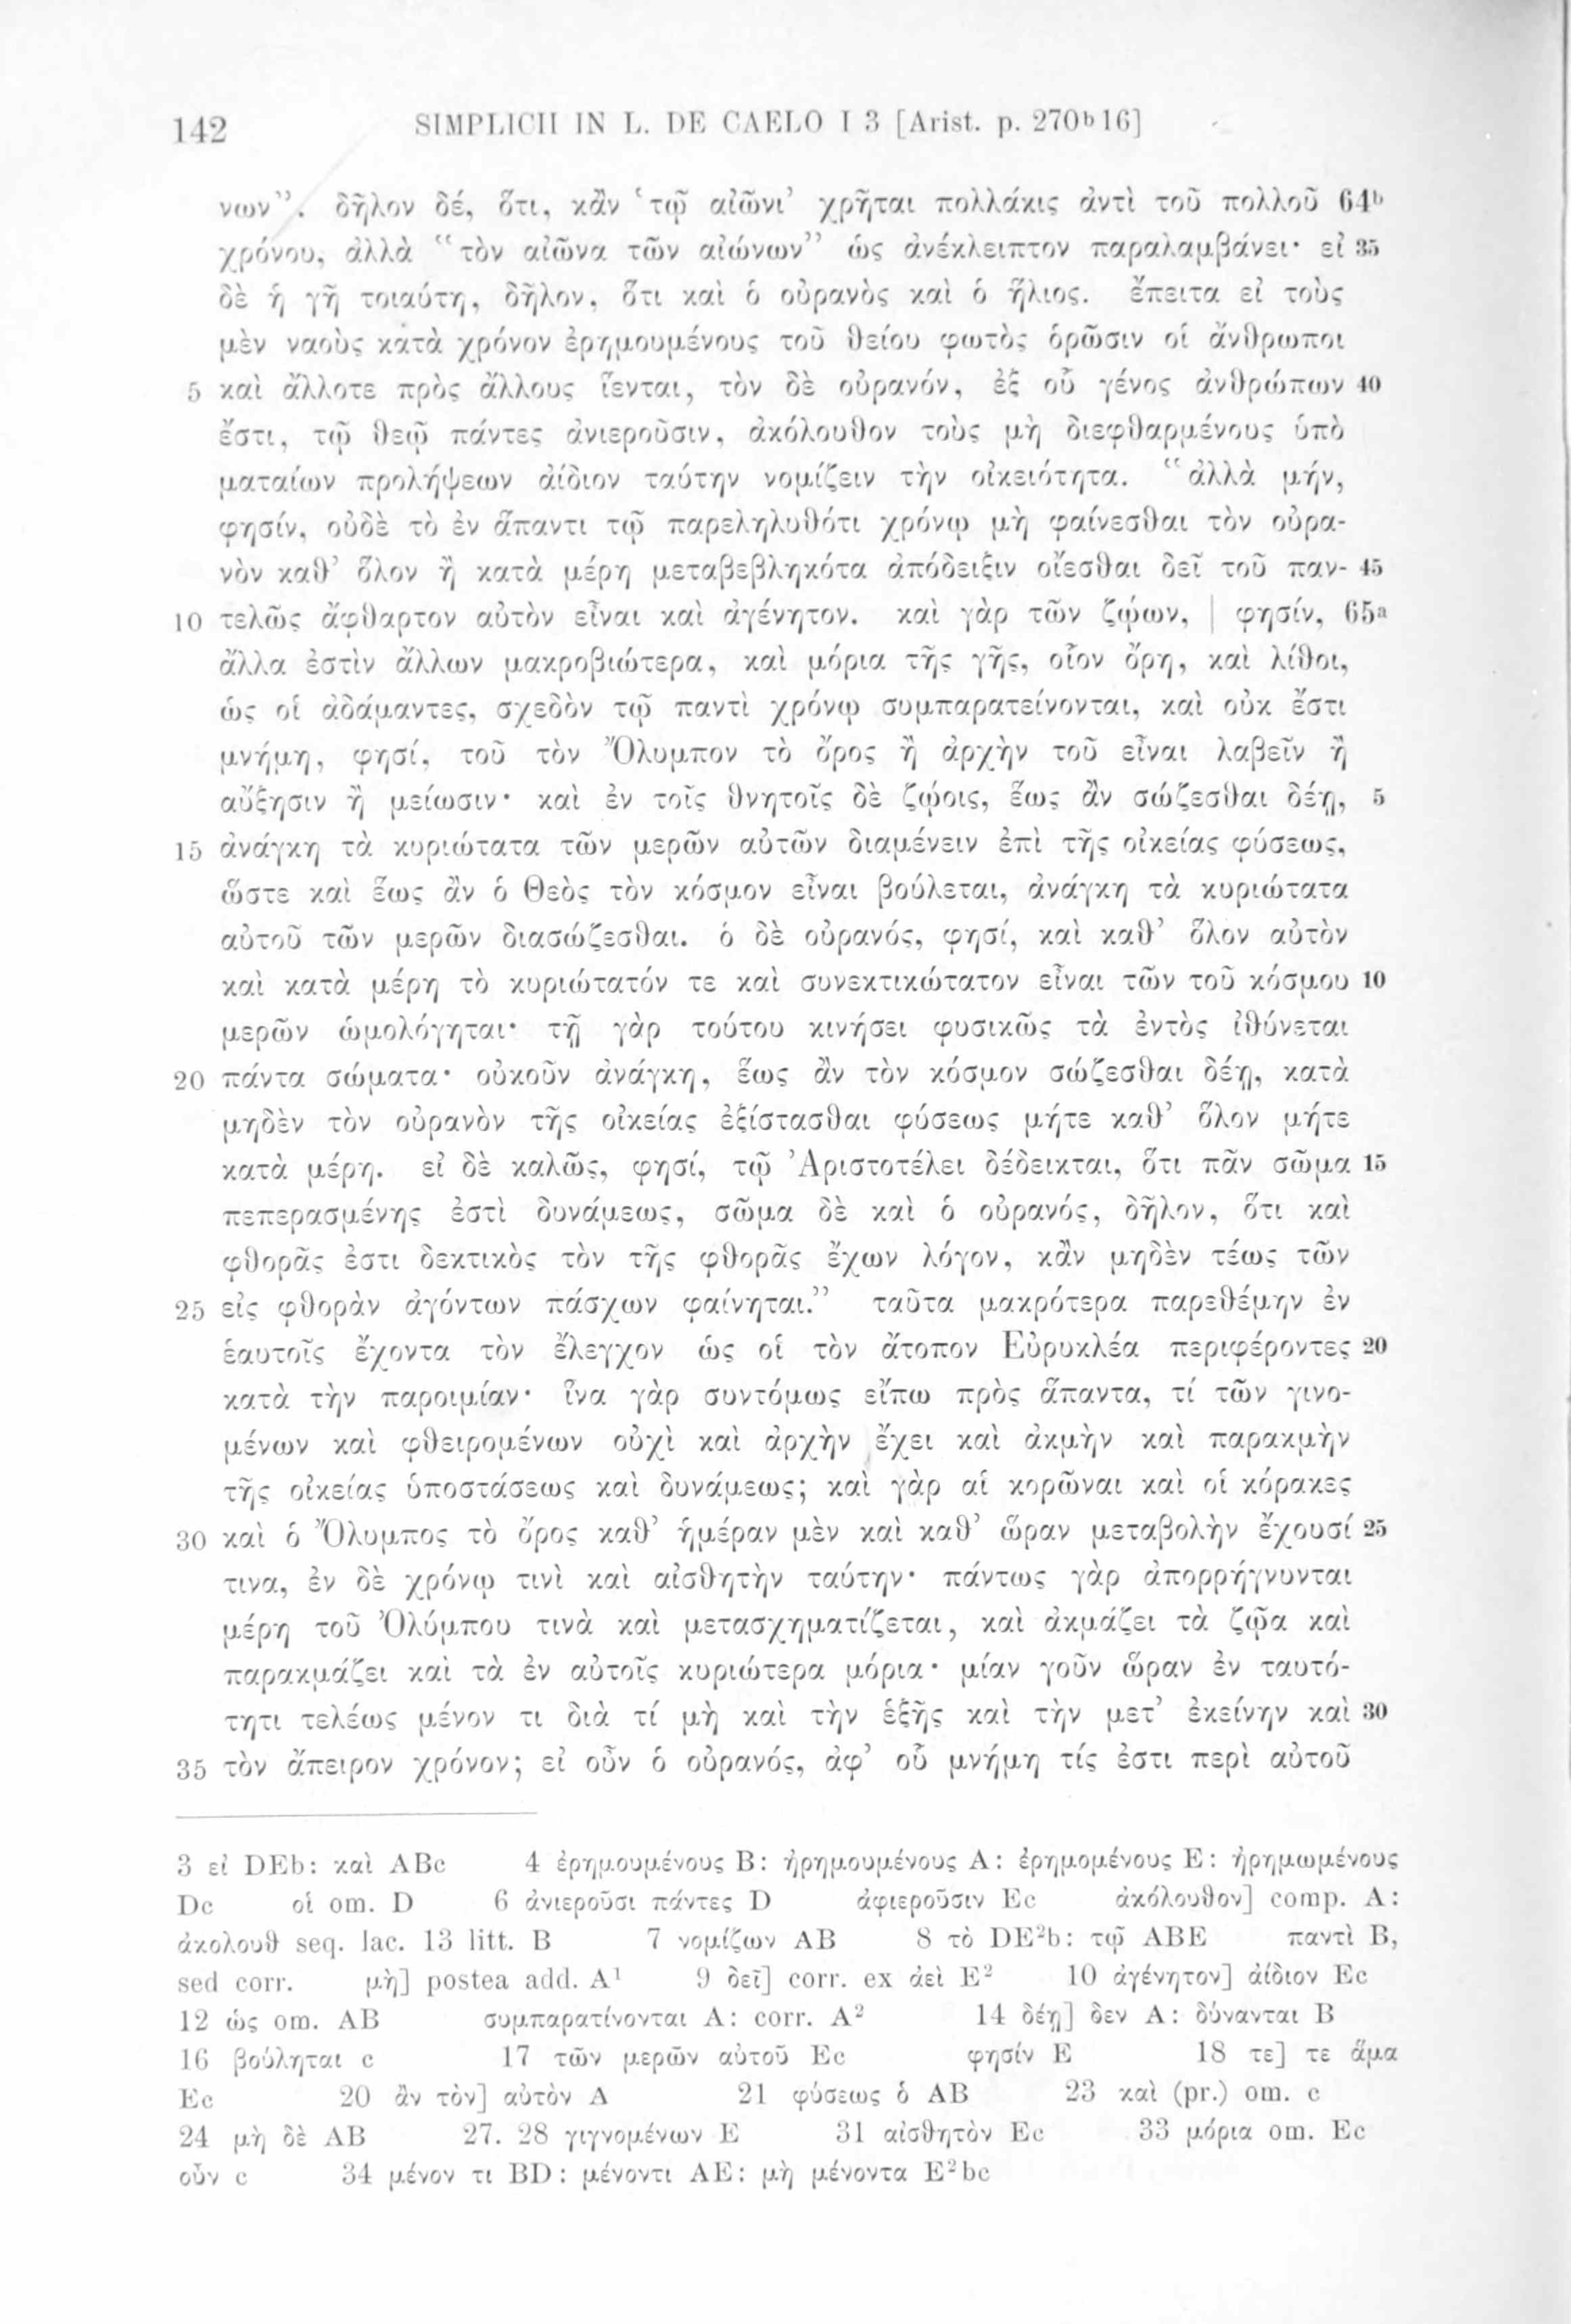 142 SIMPLICII IN L. DE CAELO I 3 [Arist. p. 270ᵇ16]
νων”. δῆλον δέ, ὅτι, κἂν ‘τῷ αἰῶνι’ χρῆται πολλάκις ἀντὶ τοῦ πολλοῦ 64ᵇ
χρόνου, ἀλλὰ “τὸν αἰῶνα τῶν αἰώνων” ὡς ἀνέκλειπτον παραλαμβάνει· εἰ 35
δὲ ἡ γῆ τοιαύτη, δῆλον, ὅτι καὶ ὁ οὐρανὸς καὶ ὁ ἥλιος. ἔπειτα εἰ τοὺς
μὲν ναοὺς κατὰ χρόνον ἐρημουμένους τοῦ θείου φωτὸς ὁρῶσιν οἱ ἄνθρωποι
5 καὶ ἄλλοτε πρὸς ἄλλους ἵενται, τὸν δὲ οὐρανόν, ἐξ οὗ γένος ἀνθρώπων 40
ἔστι, τῷ θεῷ πάντες ἀνιεροῦσιν, ἀκόλουθον τοὺς μὴ διεφθαρμένους ὑπὸ
ματαίων προλήψεων ἀίδιον ταύτην νομίζειν τὴν οἰκειότητα. “ἀλλὰ μήν,
φησίν, οὐδὲ τὸ ἐν ἅπαντι τῷ παρεληλυθότι χρόνῳ μὴ φαίνεσθαι τὸν οὐρα-
νὸν καθ’ ὅλον ἢ κατὰ μέρη μεταβεβληκότα ἀπόδειξιν οἴεσθαι δεῖ τοῦ παν- 45
10 τελῶς ἄφθαρτον αὐτὸν εἶναι καὶ ἀγένητον. καὶ γὰρ τῶν ζῴων, | φησίν, 65ᵃ
ἄλλα ἐστὶν ἄλλων μακροβιώτερα, καὶ μόρια τῆς γῆς, οἷον ὄρη, καὶ λίθοι,
ὡς οἱ ἀδάμαντες, σχεδὸν τῷ παντὶ χρόνῳ συμπαρατείνονται, καὶ οὐκ ἔστι
μνήμη, φησί, τοῦ τὸν Ὄλυμπον τὸ ὄρος ἢ ἀρχὴν τοῦ εἶναι λαβεῖν ἢ
αὔξησιν ἢ μείωσιν· καὶ ἐν τοῖς θνητοῖς δὲ ζῴοις, ἕως ἂν σώζεσθαι δέῃ, 5
15 ἀνάγκη τὰ κυριώτατα τῶν μερῶν αὐτῶν διαμένειν ἐπὶ τῆς οἰκείας φύσεως,
ὥστε καὶ ἕως ἂν ὁ Θεὸς τὸν κόσμον εἶναι βούλεται, ἀνάγκη τὰ κυριώτατα
αὐτοῦ τῶν μερῶν διασώζεσθαι. ὁ δὲ οὐρανός, φησί, καὶ καθ’ ὅλον αὐτὸν
καὶ κατὰ μέρη τὸ κυριώτατόν τε καὶ συνεκτικώτατον εἶναι τῶν τοῦ κόσμου 10
μερῶν ὡμολόγηται· τῇ γὰρ τούτου κινήσει φυσικῶς τὰ ἐντὸς ἰθύνεται
20 πάντα σώματα· οὐκοῦν ἀνάγκη, ἕως ἂν τὸν κόσμον σώζεσθαι δέῃ, κατὰ
μηδὲν τὸν οὐρανὸν τῆς οἰκείας ἐξίστασθαι φύσεως μήτε καθ’ ὅλον μήτε
κατὰ μέρη. εἰ δὲ καλῶς, φησί, τῷ Ἀριστοτέλει δέδεικται, ὅτι πᾶν σῶμα 15
πεπερασμένης ἐστὶ δυνάμεως, σῶμα δὲ καὶ ὁ οὐρανός, δῆλον, ὅτι καὶ
φθορᾶς ἐστι δεκτικὸς τὸν τῆς φθορᾶς ἔχων λόγον, κἂν μηδὲν τέως τῶν
25 εἰς φθορὰν ἀγόντων πάσχων φαίνηται.” ταῦτα μακρότερα παρεθέμην ἐν
ἑαυτοῖς ἔχοντα τὸν ἔλεγχον ὡς οἱ τὸν ἄτοπον Εὐρυκλέα περιφέροντες 20
κατὰ τὴν παροιμίαν· ἵνα γὰρ συντόμως εἴπω πρὸς ἅπαντα, τί τῶν γινο-
μένων καὶ φθειρομένων οὐχὶ καὶ ἀρχὴν ἔχει καὶ ἀκμὴν καὶ παρακμὴν
τῆς οἰκείας ὑποστάσεως καὶ δυνάμεως; καὶ γὰρ αἱ κορῶναι καὶ οἱ κόρακες
30 καὶ ὁ Ὄλυμπος τὸ ὄρος καθ’ ἡμέραν μὲν καὶ καθ’ ὥραν μεταβολὴν ἔχουσί 25
τινα, ἐν δὲ χρόνῳ τινὶ καὶ αἰσθητὴν ταύτην· πάντως γὰρ ἀπορρήγνυνται
μέρη τοῦ Ὀλύμπου τινὰ καὶ μετασχηματίζεται, καὶ ἀκμάζει τὰ ζῷα καὶ
παρακμάζει καὶ τὰ ἐν αὐτοῖς κυριώτερα μόρια· μίαν γοῦν ὥραν ἐν ταυτό-
τητι τελέως μένον τι διὰ τί μὴ καὶ τὴν ἑξῆς καὶ τὴν μετ’ ἐκείνην καὶ 30
35 τὸν ἄπειρον χρόνον; εἰ οὖν ὁ οὐρανός, ἀφ’ οὗ μνήμη τίς ἐστι περὶ αὐτοῦ
3 εἰ DEb: καὶ ABc 4 ἐρημουμένους B: ἠρημουμένους A: ἐρημομένους E: ἠρημωμένους
Dc οἱ om. D 6 ἀνιεροῦσι πάντες D ἀφιεροῦσιν Ec ἀκόλουθον] comp. A:
ἀκολουθ seq. lac. 13 litt. B 7 νομίζων AB 8 τὸ DE²b: τῷ ABE παντὶ B,
sed corr. μὴ] postea add. A¹ 9 δεῖ] corr. ex ἀεὶ E² 10 ἀγένητον] ἀίδιον Ec
12 ὡς om. AB συμπαρατίνονται A: corr. A² 14 δέῃ] δεν A: δύνανται B
16 βούληται c 17 τῶν μερῶν αὐτοῦ Ec φησίν E 18 τε] τε ἅμα
Ec 20 ἂν τὸν] αὐτὸν A 21 φύσεως ὁ AB 23 καὶ (pr.) om. c
24 μὴ δὲ AB 27. 28 γιγνομένων E 31 αἰσθητὸν Ec 33 μόρια om. Ec
οὖν c 34 μένον τι BD: μένοντι AE: μὴ μένοντα E²bc